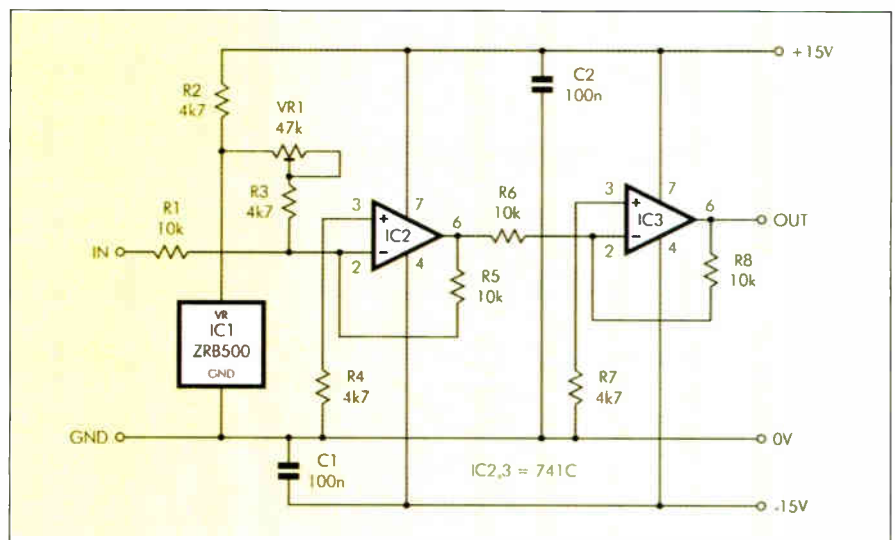 +15V
R2
4k7
VR1
47k
C2
100n
R3
4k7
R1
10k
IN
3
7
+
IC2
−
2
4
6
R5
10k
R6
10k
3
7
+
IC3
−
2
4
6
OUT
R8
10k
VR
IC1
ZRB500
GND
R4
4k7
R7
4k7
GND
0V
C1
100n
IC2,3 = 741C
-15V